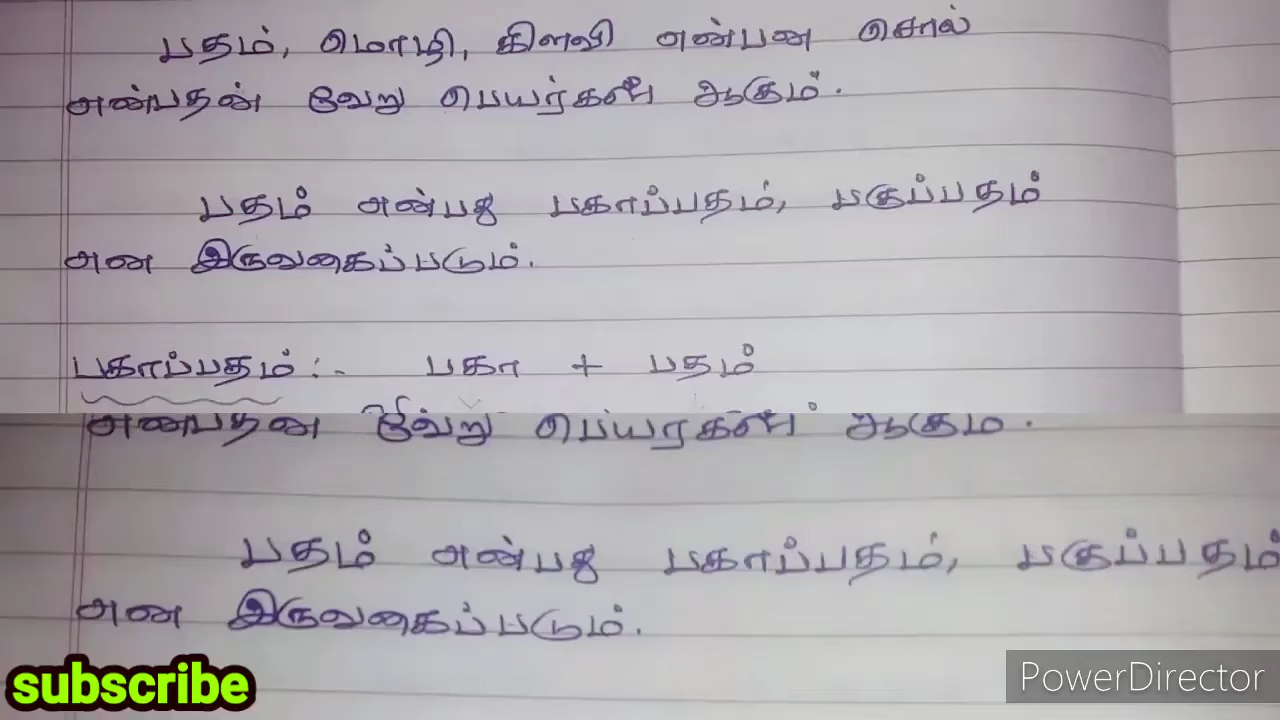 பதம், மொழி, கிளவி என்பன சொல்
என்பதன் வேறு பெயர்கள் ஆகும்.
பதம் என்பது பகாப்பதம், பகுப்பதம்
என இருவகைப்படும்.
பகாப்பதம் :- பகா + பதம்
என்பதன் வேறு பெயர்கள் ஆகும.
பதம் என்பது பகாப்பதம், பகுப்பதம்
என இருவகைப்படும்.
subscribe
PowerDirector